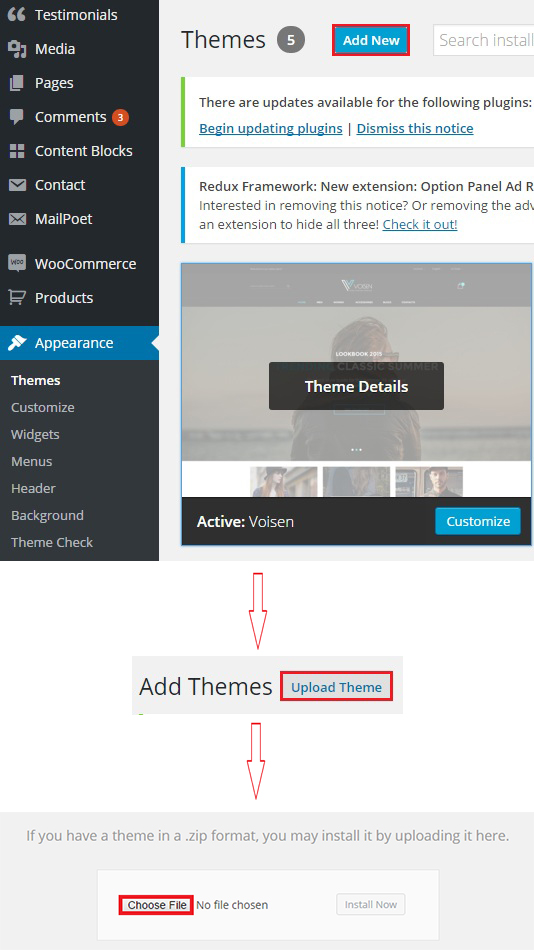 Testimonials
Media
Pages
Comments 3
Content Blocks
Contact
MailPoet
WOO WooCommerce
Products
Appearance
Themes
Customize
Widgets
Menus
Header
Background
Theme Check
Themes 5 Add New Search install
There are updates available for the following plugins:
Begin updating plugins | Dismiss this notice
Redux Framework: New extension: Option Panel Ad R
Interested in removing this notice? Or removing the adv
an extension to hide all three! Check it out!
LOOKBOOK 2015
CLASSIC SUMMER
Theme Details
Active: Voisen Customize
Add Themes Upload Theme
If you have a theme in a .zip format, you may install it by uploading it here.
Choose File No file chosen Install Now